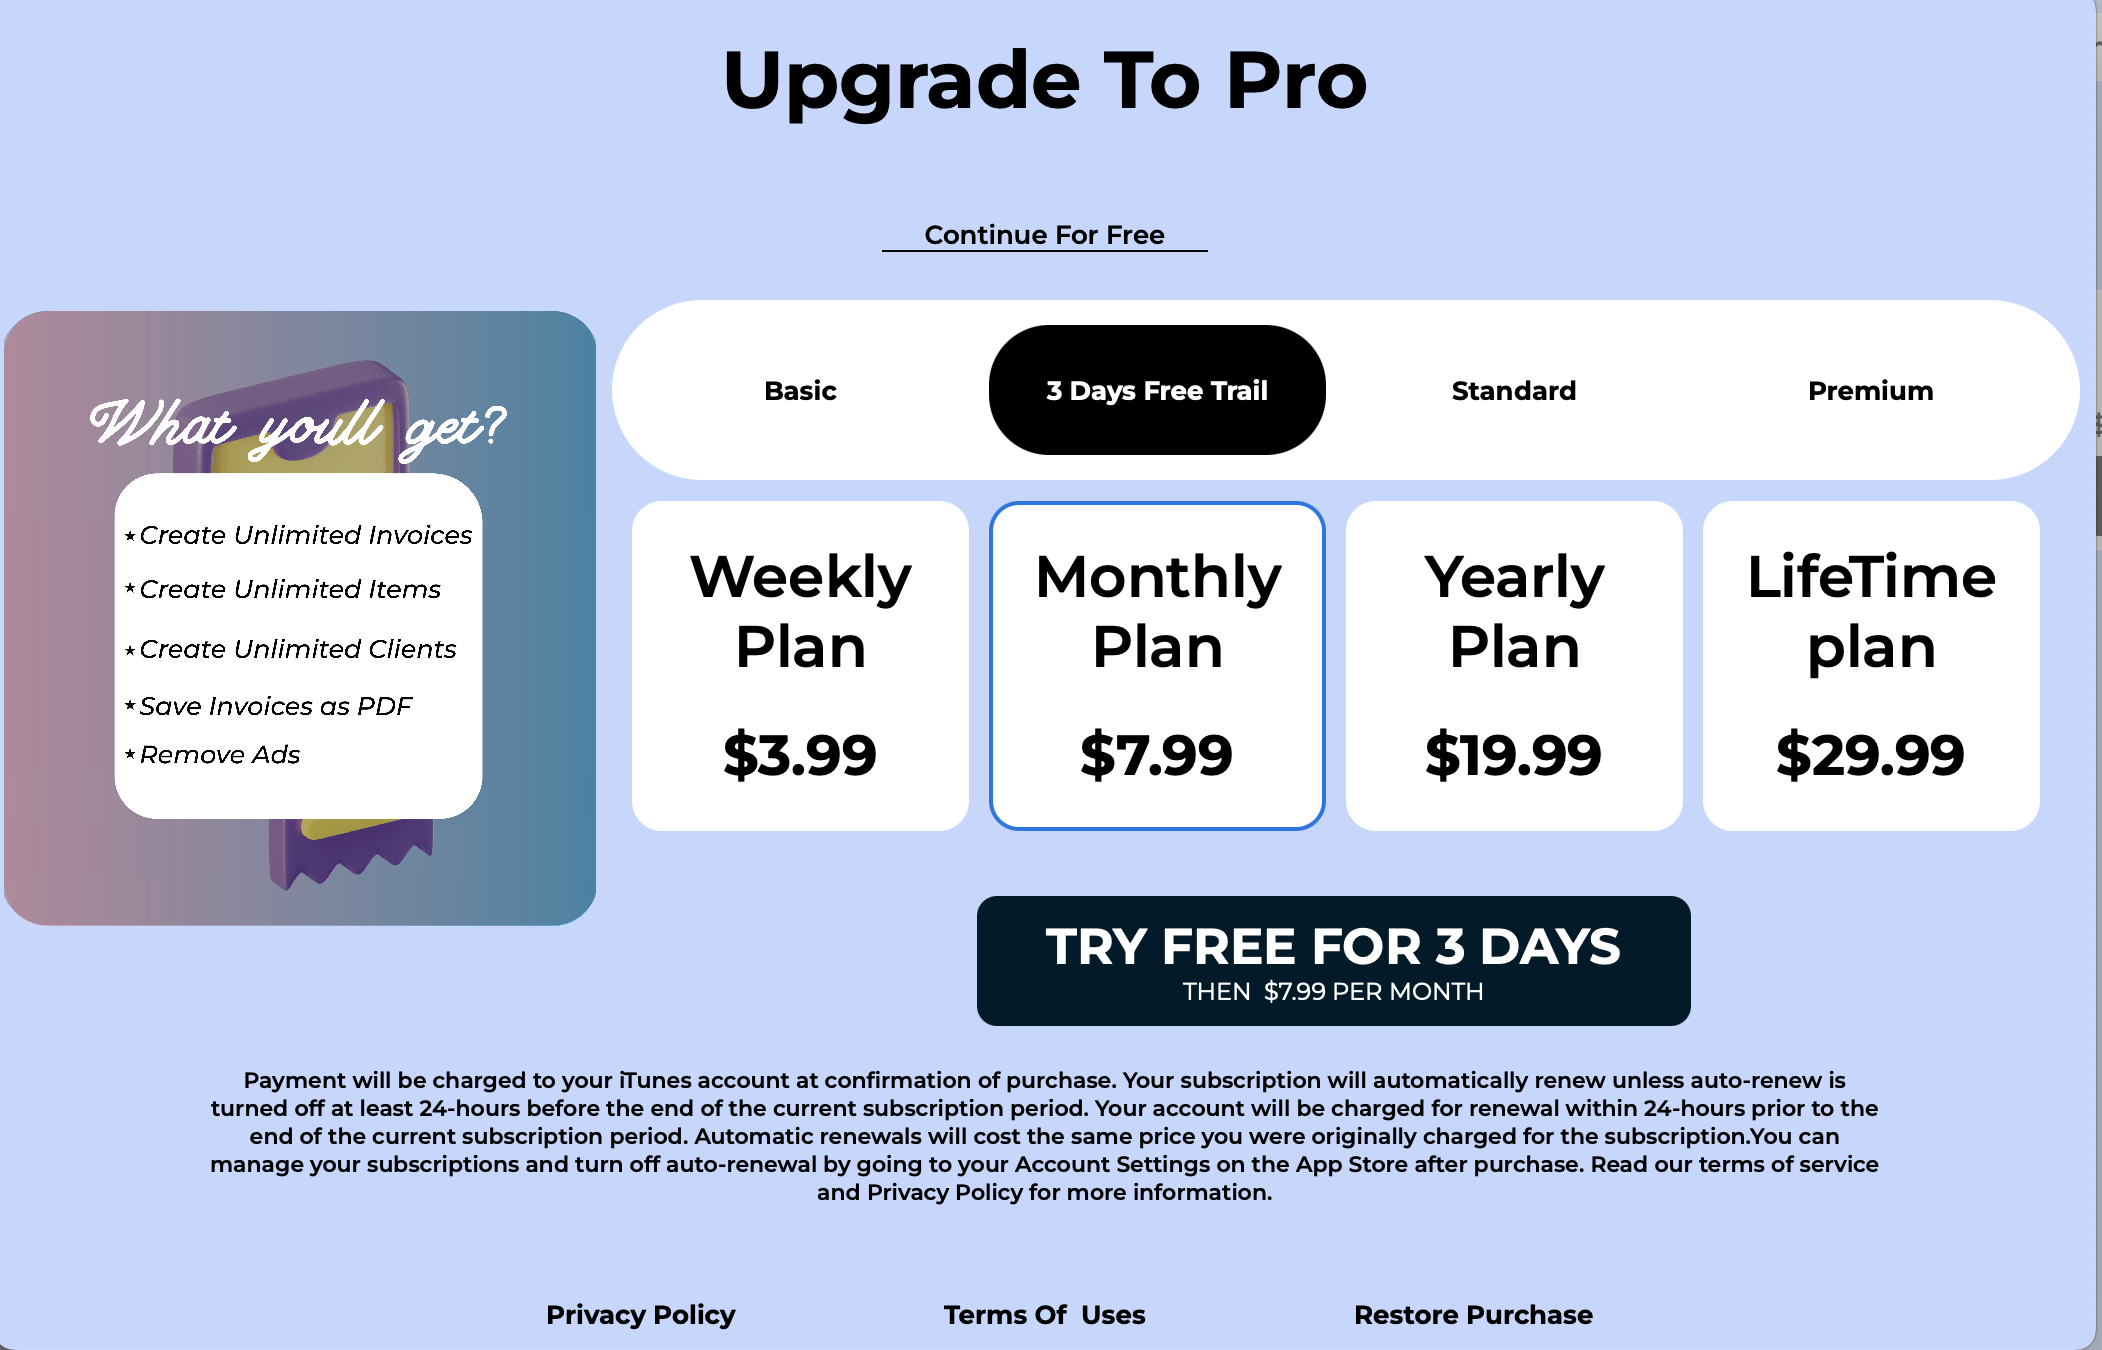 Upgrade To Pro
Continue For Free
What youll get?
★ Create Unlimited Invoices
★ Create Unlimited Items
★ Create Unlimited Clients
★ Save Invoices as PDF
★ Remove Ads
Basic
3 Days Free Trail
Standard
Premium
Weekly
Plan
$3.99
Monthly
Plan
$7.99
Yearly
Plan
$19.99
LifeTime
plan
$29.99
TRY FREE FOR 3 DAYS
THEN $7.99 PER MONTH
Payment will be charged to your iTunes account at confirmation of purchase. Your subscription will automatically renew unless auto-renew is
turned off at least 24-hours before the end of the current subscription period. Your account will be charged for renewal within 24-hours prior to the
end of the current subscription period. Automatic renewals will cost the same price you were originally charged for the subscription.You can
manage your subscriptions and turn off auto-renewal by going to your Account Settings on the App Store after purchase. Read our terms of service
and Privacy Policy for more information.
Privacy Policy
Terms Of Uses
Restore Purchase